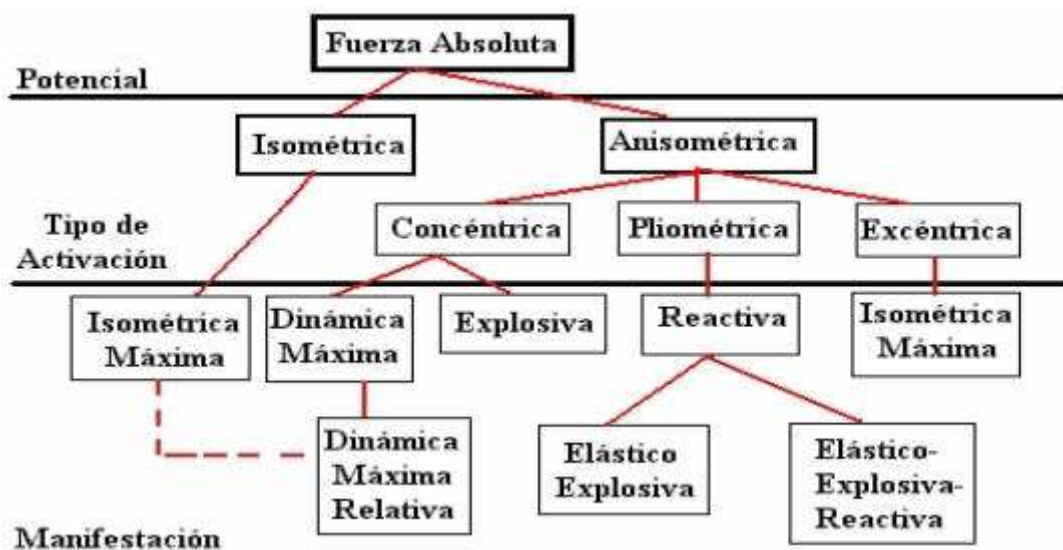 Fuerza Absoluta
Potencial
Isométrica
Anisométrica
Tipo de
Activación
Concéntrica
Pliométrica
Excéntrica
Isométrica
Máxima
Dinámica
Máxima
Explosiva
Reactiva
Isométrica
Máxima
Dinámica
Máxima
Relativa
Elástico
Explosiva
Elástico-
Explosiva-
Reactiva
Manifestación